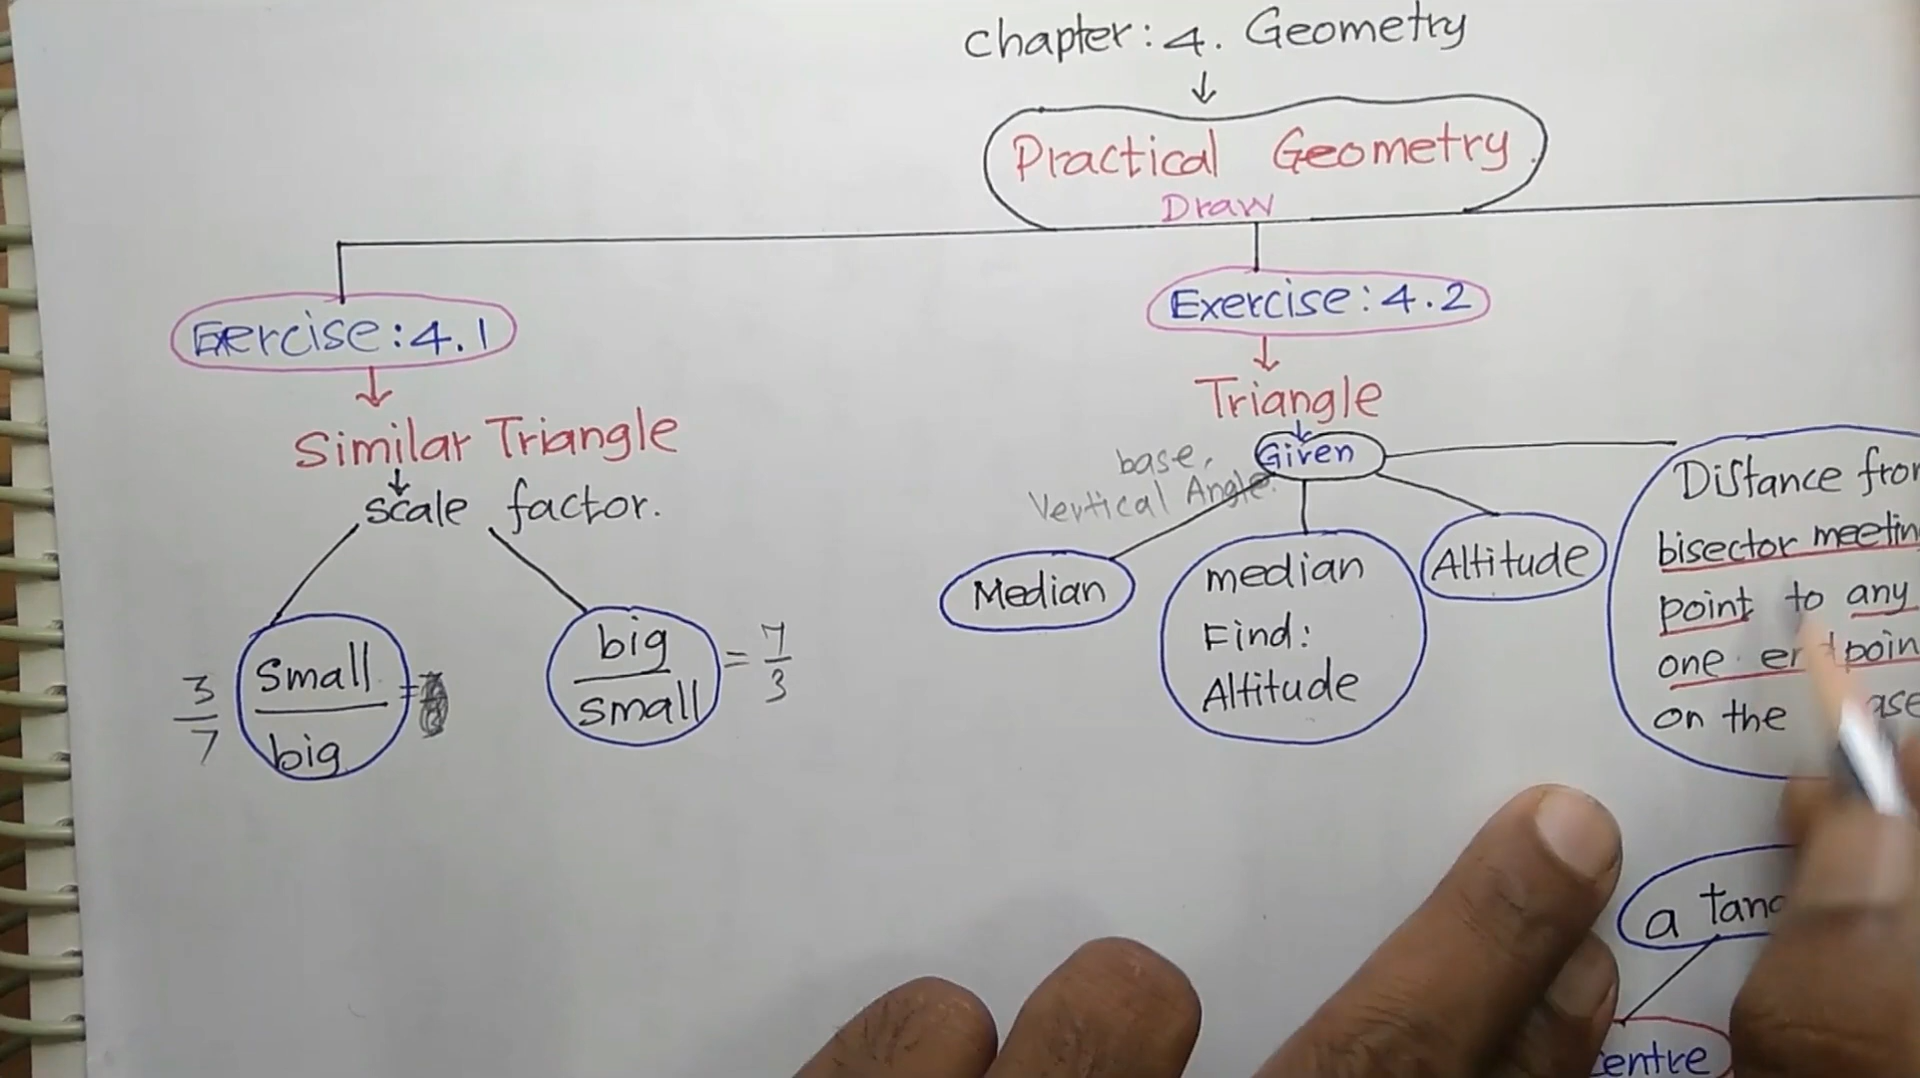 Chapter: 4. Geometry
↓
Practical Geometry
Draw
Exercise: 4.1
↓
Similar Triangle
↓
scale factor.
3/7
Small
big
=
big
small
= 7/3
Exercise: 4.2
↓
Triangle
↓
Given
base,
Vertical Angle.
Median
median
Find:
Altitude
Altitude
Distance
bisector
point to any
one
on the
a